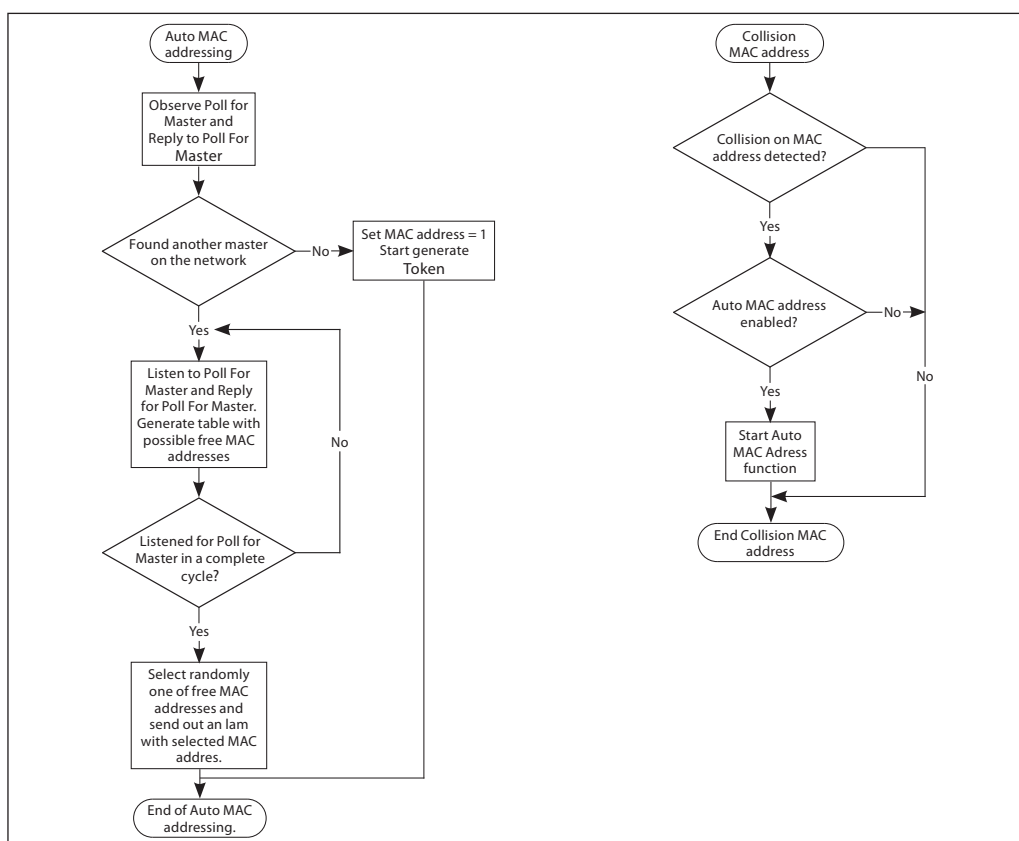 Auto MAC
addressing
Observe Poll for
Master and
Reply to Poll For
Master
Found another master
on the network
No
Set MAC address = 1
Start generate
Token
Yes
Listen to Poll For
Master and Reply
for Poll For Master.
Generate table with
possible free MAC
addresses
No
Listened for Poll for
Master in a complete
cycle?
Yes
Select randomly
one of free MAC
addresses and
send out an Iam
with selected MAC
addres.
End of Auto MAC
addressing.
Collision
MAC address
Collision on MAC
address detected?
Yes
Auto MAC address
enabled?
No
No
Yes
Start Auto
MAC Adress
function
End Collision MAC
address